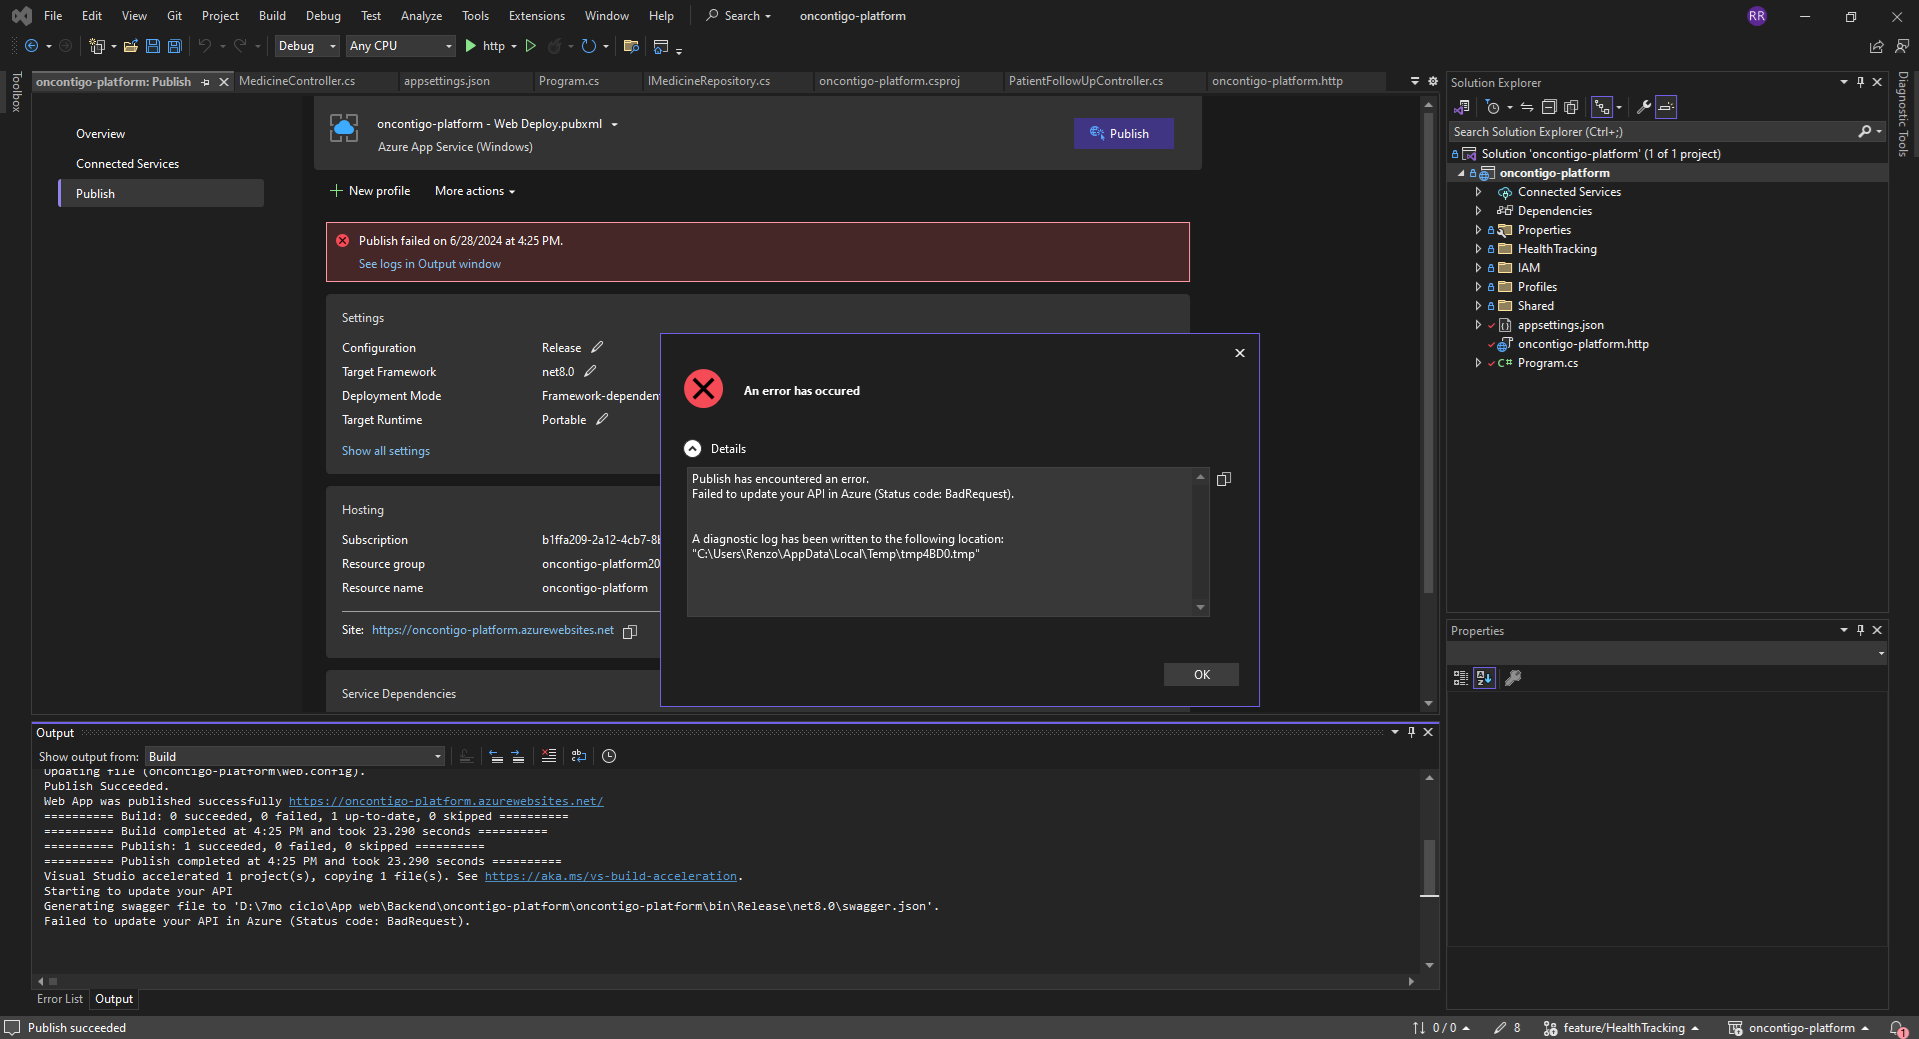 File Edit View Git Project Build Debug Test Analyze Tools Extensions Window Help Search oncontigo-platform RR
Debug Any CPU http
Toolbox
oncontigo-platform: Publish MedicineController.cs appsettings.json Program.cs IMedicineRepository.cs oncontigo-platform.csproj PatientFollowUpController.cs oncontigo-platform.http
Overview
Connected Services
Publish
oncontigo-platform - Web Deploy.pubxml
Azure App Service (Windows)
Publish
New profile More actions
Publish failed on 6/28/2024 at 4:25 PM.
See logs in Output window
Settings
Configuration Release
Target Framework net8.0
Deployment Mode Framework-dependent
Target Runtime Portable
Show all settings
Hosting
Subscription b1ffa209-2a12-4cb7-8
Resource group oncontigo-platform20
Resource name oncontigo-platform
Site: https://oncontigo-platform.azurewebsites.net
Service Dependencies
An error has occured
Details
Publish has encountered an error.
Failed to update your API in Azure (Status code: BadRequest).
A diagnostic log has been written to the following location:
"C:\Users\Renzo\AppData\Local\Temp\tmp4BD0.tmp"
OK
Output
Show output from: Build
Updating file (oncontigo-platform\web.config).
Publish Succeeded.
Web App was published successfully https://oncontigo-platform.azurewebsites.net/
========== Build: 0 succeeded, 0 failed, 1 up-to-date, 0 skipped ==========
========== Build completed at 4:25 PM and took 23.290 seconds ==========
========== Publish: 1 succeeded, 0 failed, 0 skipped ==========
========== Publish completed at 4:25 PM and took 23.290 seconds ==========
Visual Studio accelerated 1 project(s), copying 1 file(s). See https://aka.ms/vs-build-acceleration.
Starting to update your API
Generating swagger file to 'D:\7mo ciclo\App web\Backend\oncontigo-platform\oncontigo-platform\bin\Release\net8.0\swagger.json'.
Failed to update your API in Azure (Status code: BadRequest).
Error List Output
Solution Explorer
Search Solution Explorer (Ctrl+;)
Solution 'oncontigo-platform' (1 of 1 project)
oncontigo-platform
Connected Services
Dependencies
Properties
HealthTracking
IAM
Profiles
Shared
appsettings.json
oncontigo-platform.http
Program.cs
Properties
Diagnostic Tools
Publish succeeded 0 / 0 8 feature/HealthTracking oncontigo-platform 1